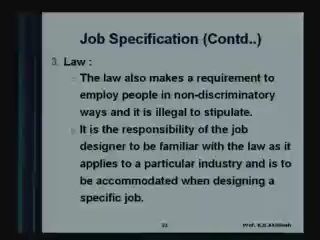 Job Specification (Contd..)
3. Law :
The law also makes a requirement to
employ people in non-discriminatory
ways and it is illegal to stipulate.
It is the responsibility of the job
designer to be familiar with the law as it
applies to a particular industry and is to
be accommodated when designing a
specific job.
Prof.